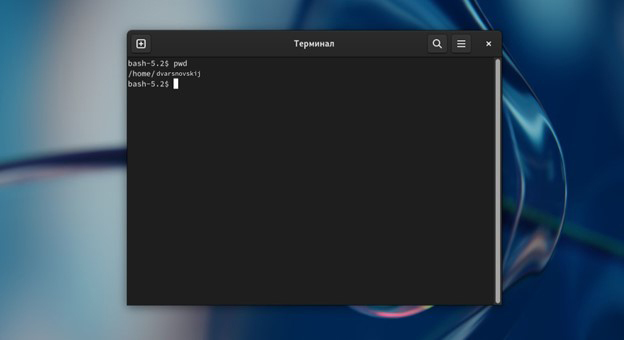 Терминал
bash-5.2$ pwd
/home/dvarsnovskij
bash-5.2$